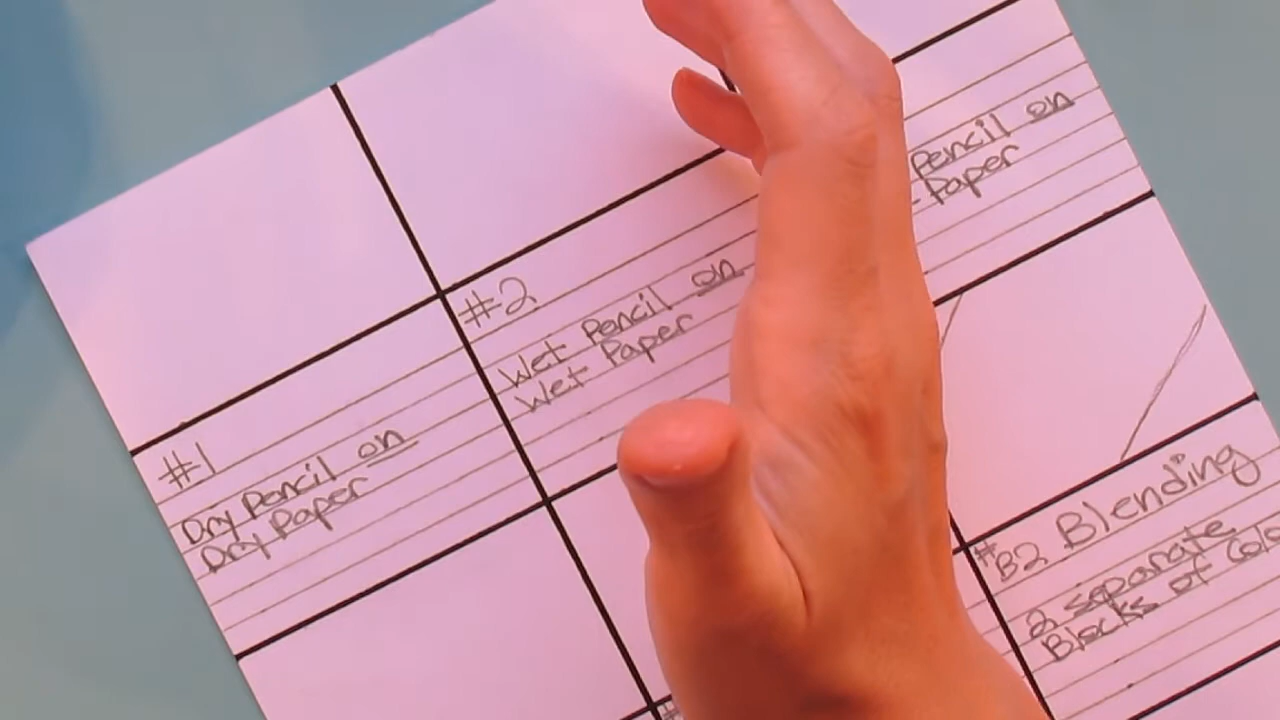 #1
Dry Pencil on
Dry Paper
#2
Wet Pencil on
Wet Paper
Pencil on
Paper
#B2 Blending
2 separate
Blocks of